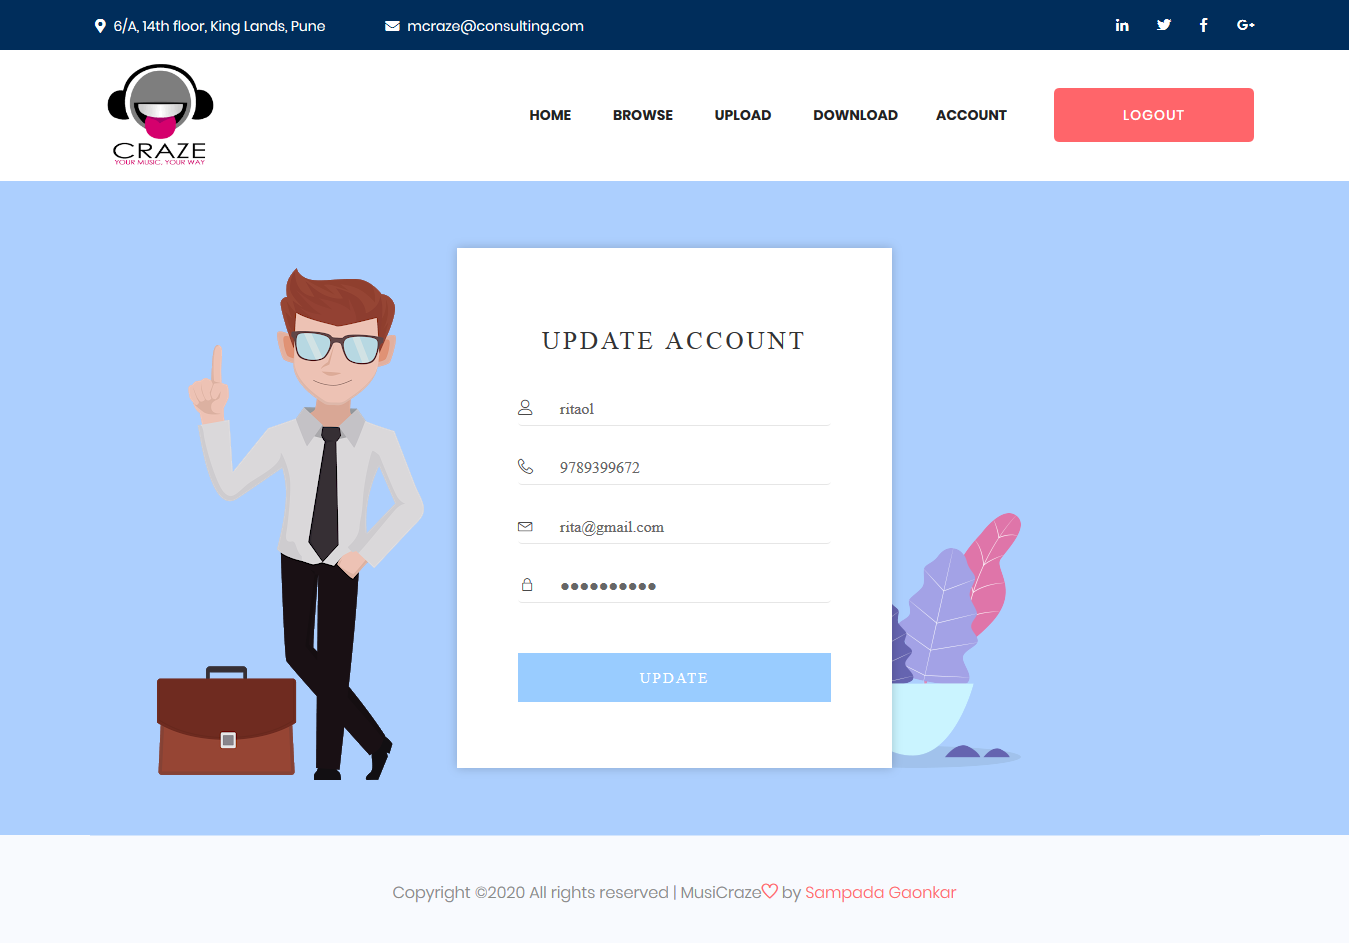 6/A, 14th floor, King Lands, Pune
mcraze@consulting.com
CRAZE
YOUR MUSIC, YOUR WAY
HOME
BROWSE
UPLOAD
DOWNLOAD
ACCOUNT
LOGOUT
UPDATE ACCOUNT
ritaol
9789399672
rita@gmail.com
●●●●●●●●●●
UPDATE
Copyright ©2020 All rights reserved | MusiCraze♡ by Sampada Gaonkar